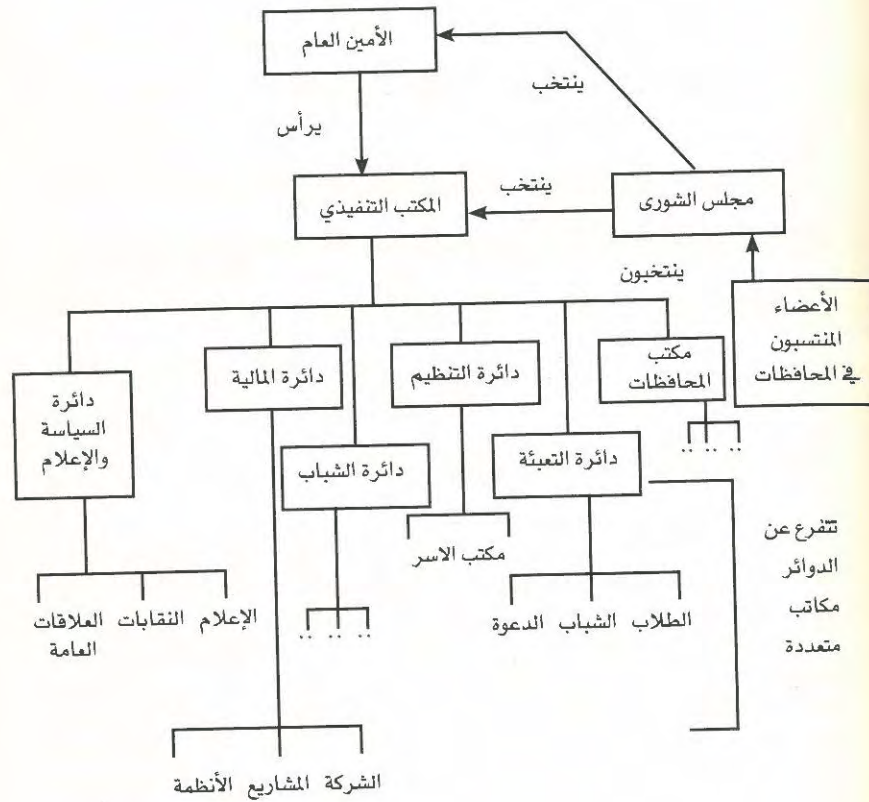 الأمين العام
ينتخب
يرأس
مجلس الشورى
ينتخب
المكتب التنفيذي
ينتخبون
الأعضاء
المنتسبون
في المحافظات
مكتب
المحافظات
دائرة التنظيم
دائرة المالية
دائرة
السياسة
والإعلام
دائرة التعبئة
دائرة الشباب
مكتب الاسر
تتفرع عن
الدوائر
مكاتب
متعددة
الطلاب الشباب الدعوة
الإعلام النقابات العلاقات
العامة
الشركة المشاريع الأنظمة